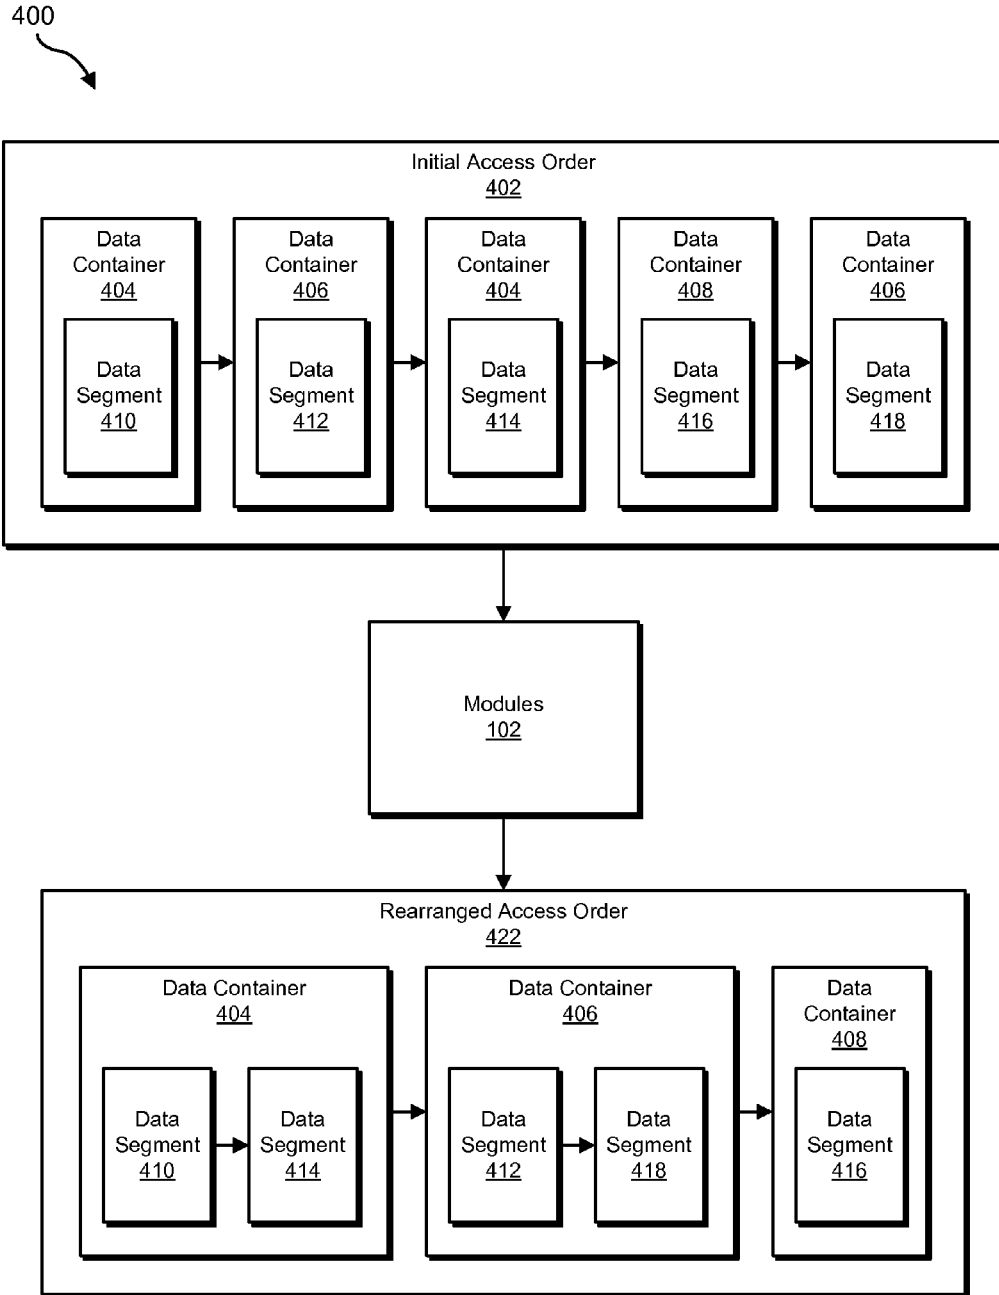 400
Initial Access Order
402
Data
Container
404
Data
Segment
410
Data
Container
406
Data
Segment
412
Data
Container
404
Data
Segment
414
Data
Container
408
Data
Segment
416
Data
Container
406
Data
Segment
418
Modules
102
Rearranged Access Order
422
Data Container
404
Data
Segment
410
Data
Segment
414
Data Container
406
Data
Segment
412
Data
Segment
418
Data
Container
408
Data
Segment
416